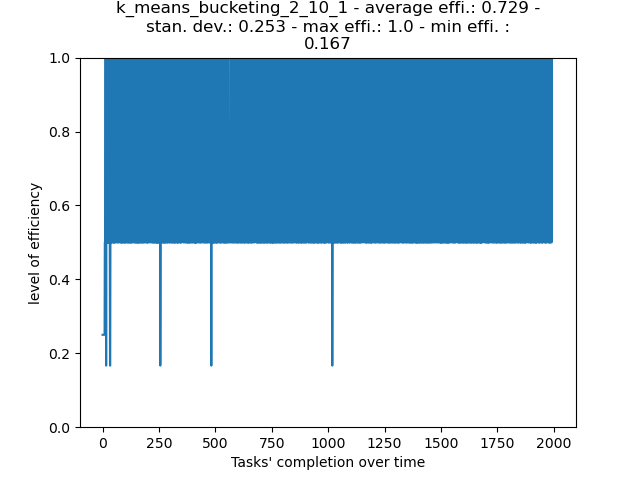 k_means_bucketing_2_10_1 - average effi.: 0.729 -
stan. dev.: 0.253 - max effi.: 1.0 - min effi. :
0.167
1.0
0.8
0.6
0.4
0.2
0.0
level of efficiency
0 250 500 750 1000 1250 1500 1750 2000
Tasks' completion over time